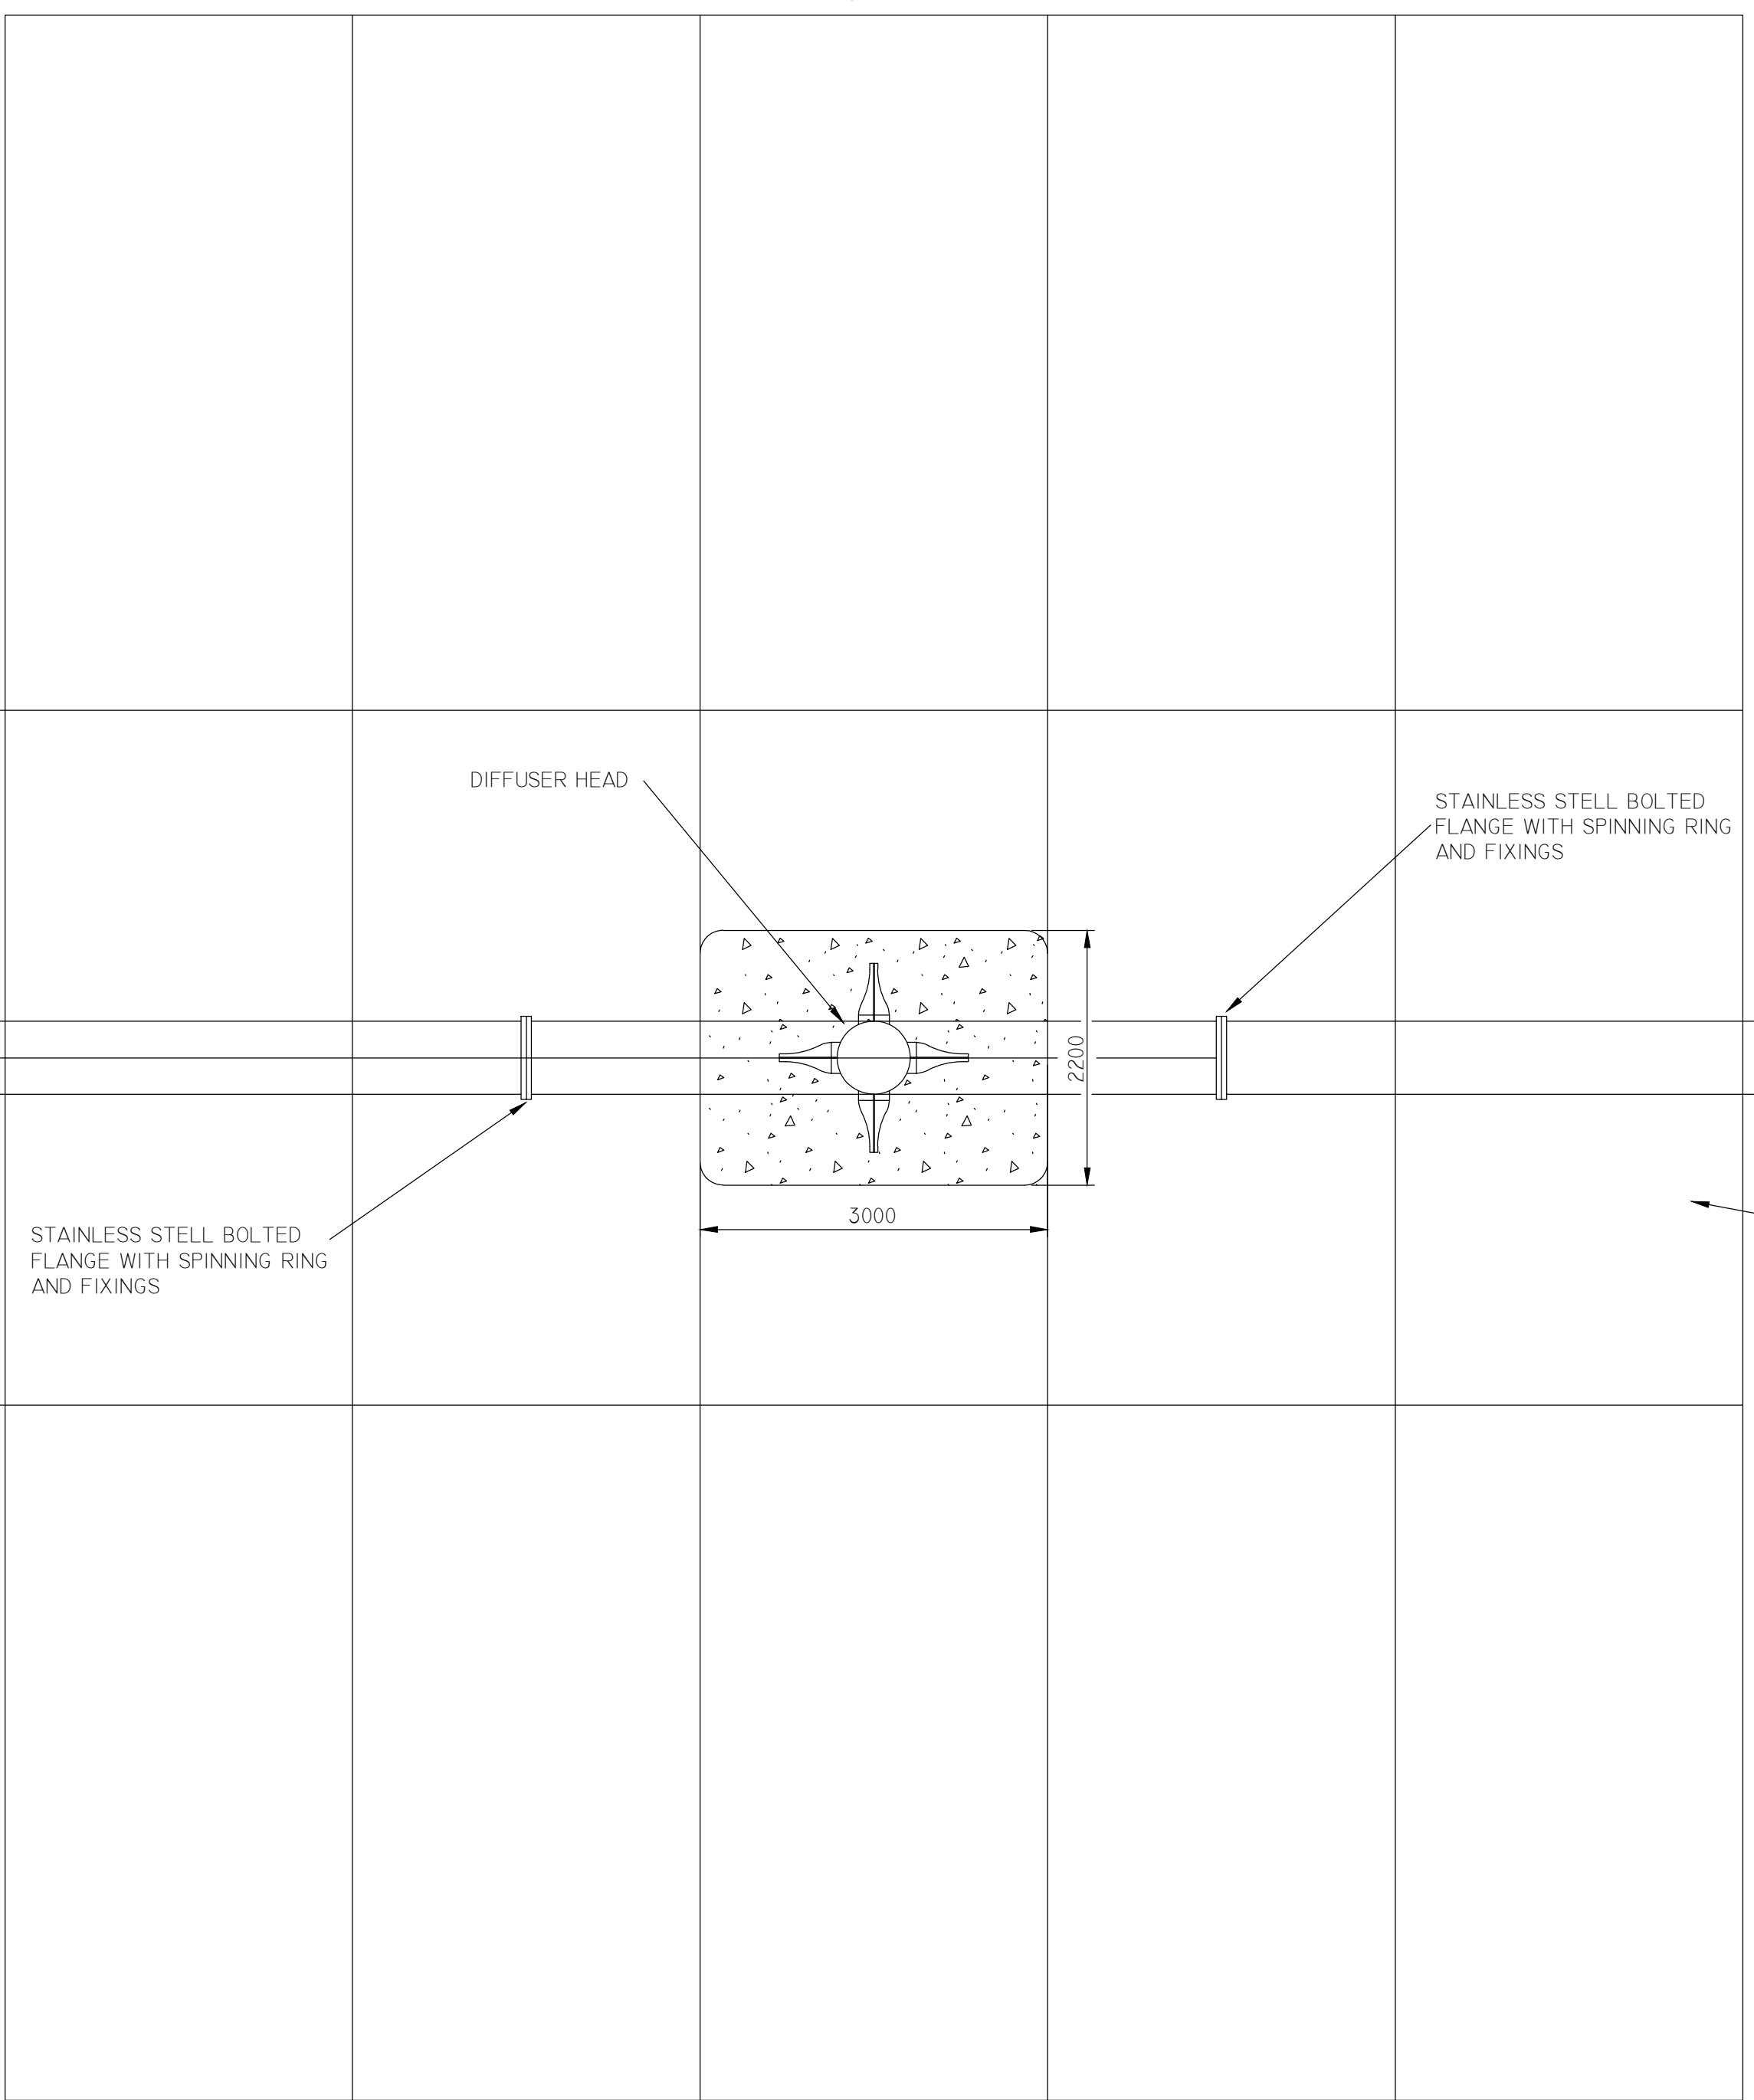 DIFFUSER HEAD
STAINLESS STELL BOLTED
FLANGE WITH SPINNING RING
AND FIXINGS
2200
3000
STAINLESS STELL BOLTED
FLANGE WITH SPINNING RING
AND FIXINGS